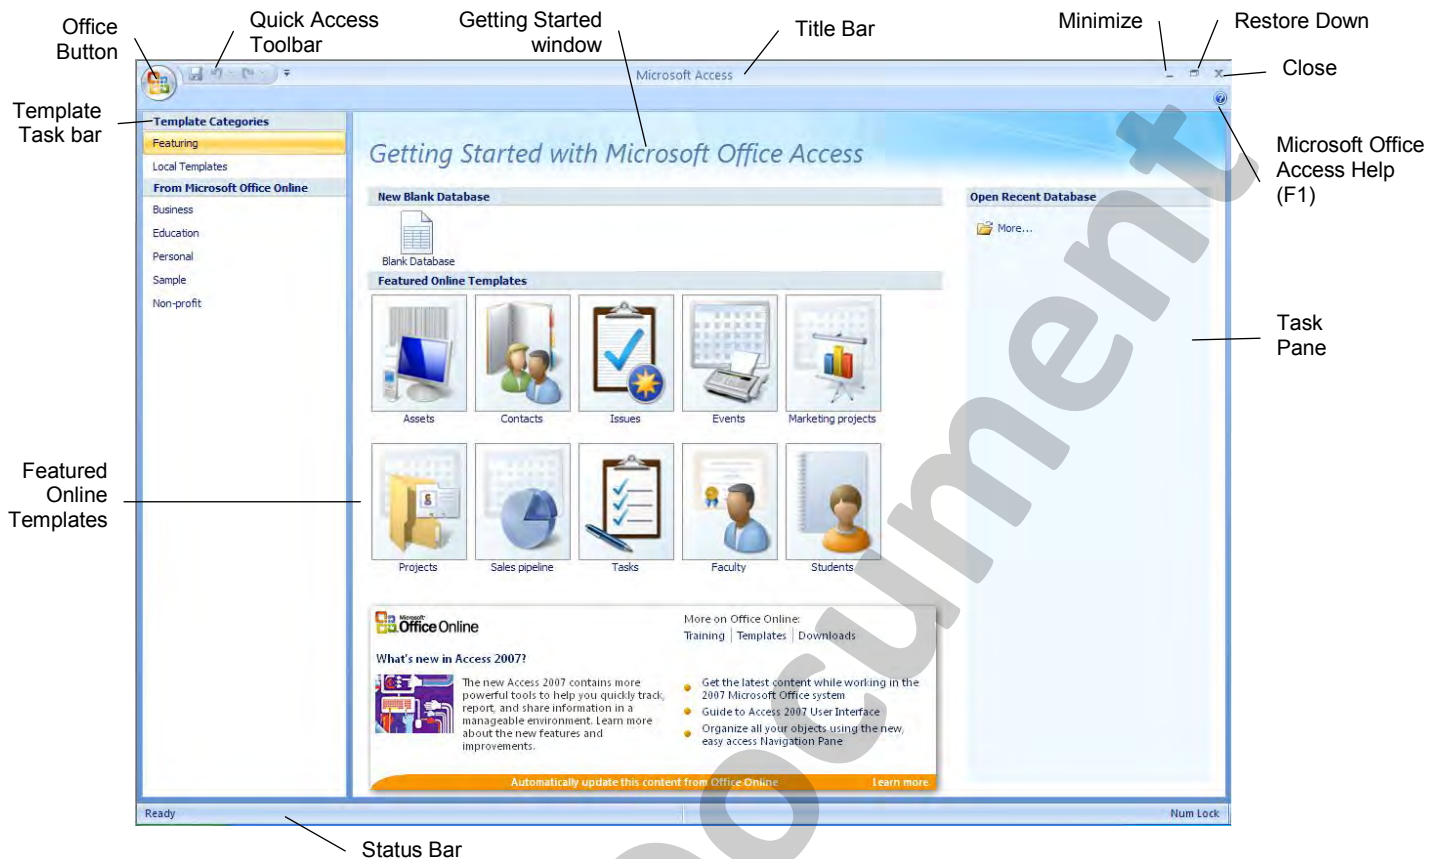 Office
Button
Quick Access
Toolbar
Getting Started
window
Title Bar
Minimize
Restore Down
Close
Template
Task bar
Microsoft Office
Access Help
(F1)
Task
Pane
Featured
Online
Templates
Status Bar
Microsoft Access
Template Categories
Featuring
Local Templates
From Microsoft Office Online
Business
Education
Personal
Sample
Non-profit
Getting Started with Microsoft Office Access
New Blank Database
Blank Database
Featured Online Templates
Assets
Contacts
Issues
Events
Marketing projects
Projects
Sales pipeline
Tasks
Faculty
Students
Open Recent Database
More...
Microsoft
Office Online
More on Office Online:
Training | Templates | Downloads
What's new in Access 2007?
The new Access 2007 contains more
powerful tools to help you quickly track,
report, and share information in a
manageable environment. Learn more
about the new features and
improvements.
Get the latest content while working in the
2007 Microsoft Office system
Guide to Access 2007 User Interface
Organize all your objects using the new,
easy access Navigation Pane
Automatically update this content from Office Online
Learn more
Ready
Num Lock
ocument